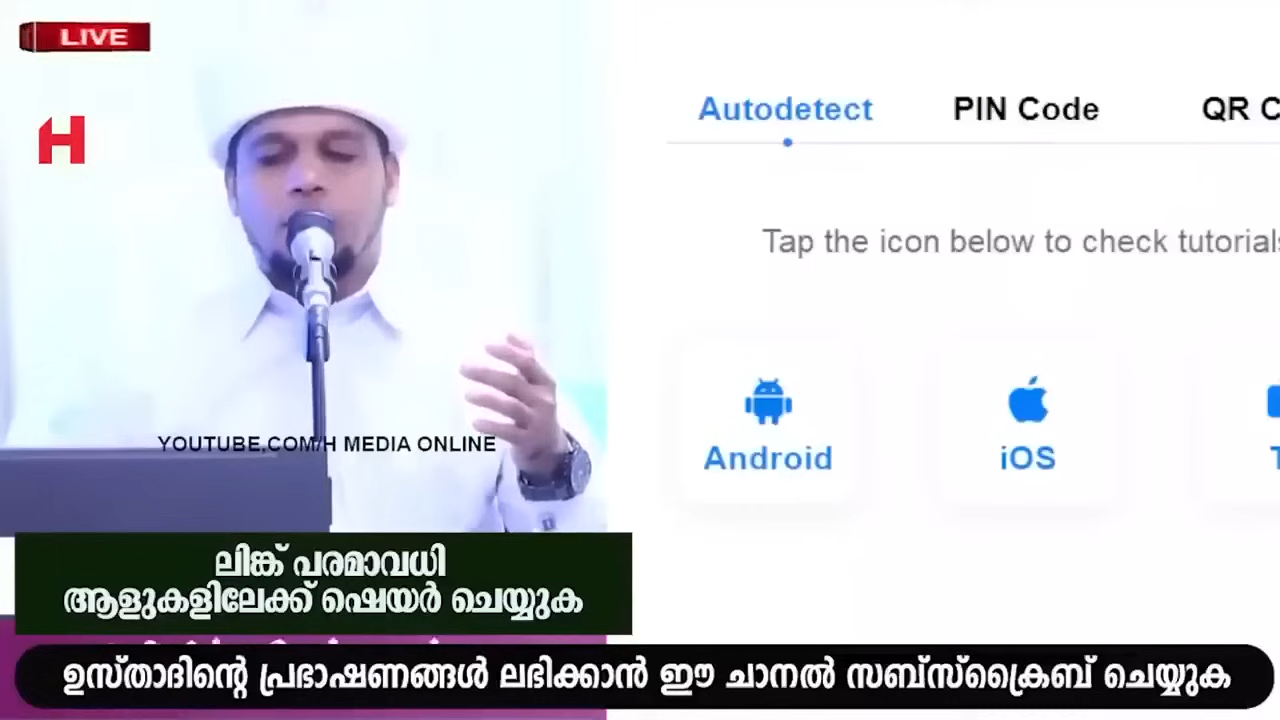 LIVE
H
Autodetect PIN Code QR C
Tap the icon below to check tutorials
Android iOS T
YOUTUBE.COM/H MEDIA ONLINE
ലിങ്ക് പരമാവധി
ആളുകളിലേക്ക് ഷെയർ ചെയ്യുക
ഉസ്താദിന്റെ പ്രഭാഷണങ്ങൾ ലഭിക്കാൻ ഈ ചാനൽ സബ്സ്ക്രൈബ് ചെയ്യുക